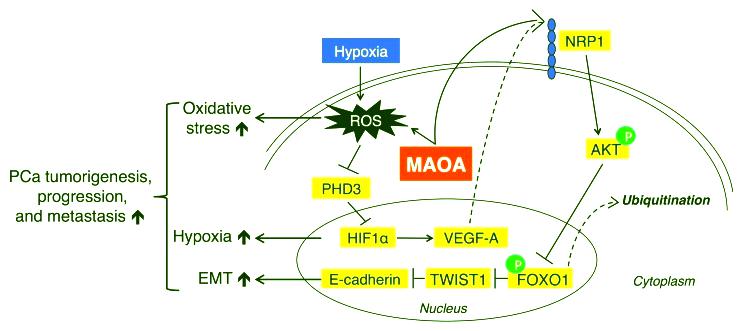 NRP1
Hypoxia
Oxidative
stress
ROS
P
AKT
MAOA
PCa tumorigenesis,
progression,
and metastasis
PHD3
Ubiquitination
Hypoxia
HIF1α
VEGF-A
P
EMT
E-cadherin
TWIST1
FOXO1
Cytoplasm
Nucleus